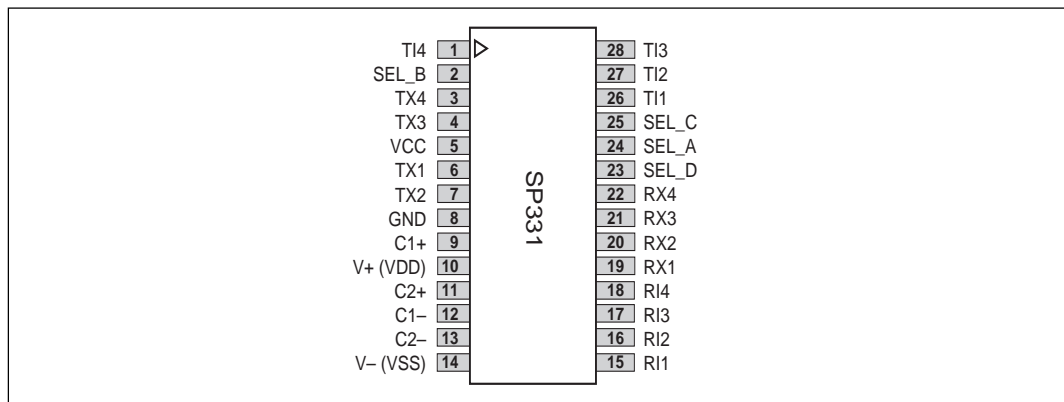 TI4 1 28 TI3
SEL_B 2 27 TI2
TX4 3 26 TI1
TX3 4 25 SEL_C
VCC 5 24 SEL_A
TX1 6 23 SEL_D
TX2 7 22 RX4
GND 8 21 RX3
C1+ 9 20 RX2
V+ (VDD) 10 19 RX1
C2+ 11 18 RI4
C1– 12 17 RI3
C2– 13 16 RI2
V– (VSS) 14 15 RI1
SP331